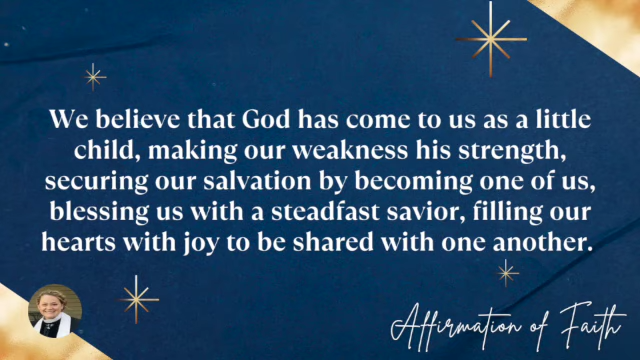 We believe that God has come to us as a little
child, making our weakness his strength,
securing our salvation by becoming one of us,
blessing us with a steadfast savior, filling our
hearts with joy to be shared with one another.
Affirmation of Faith